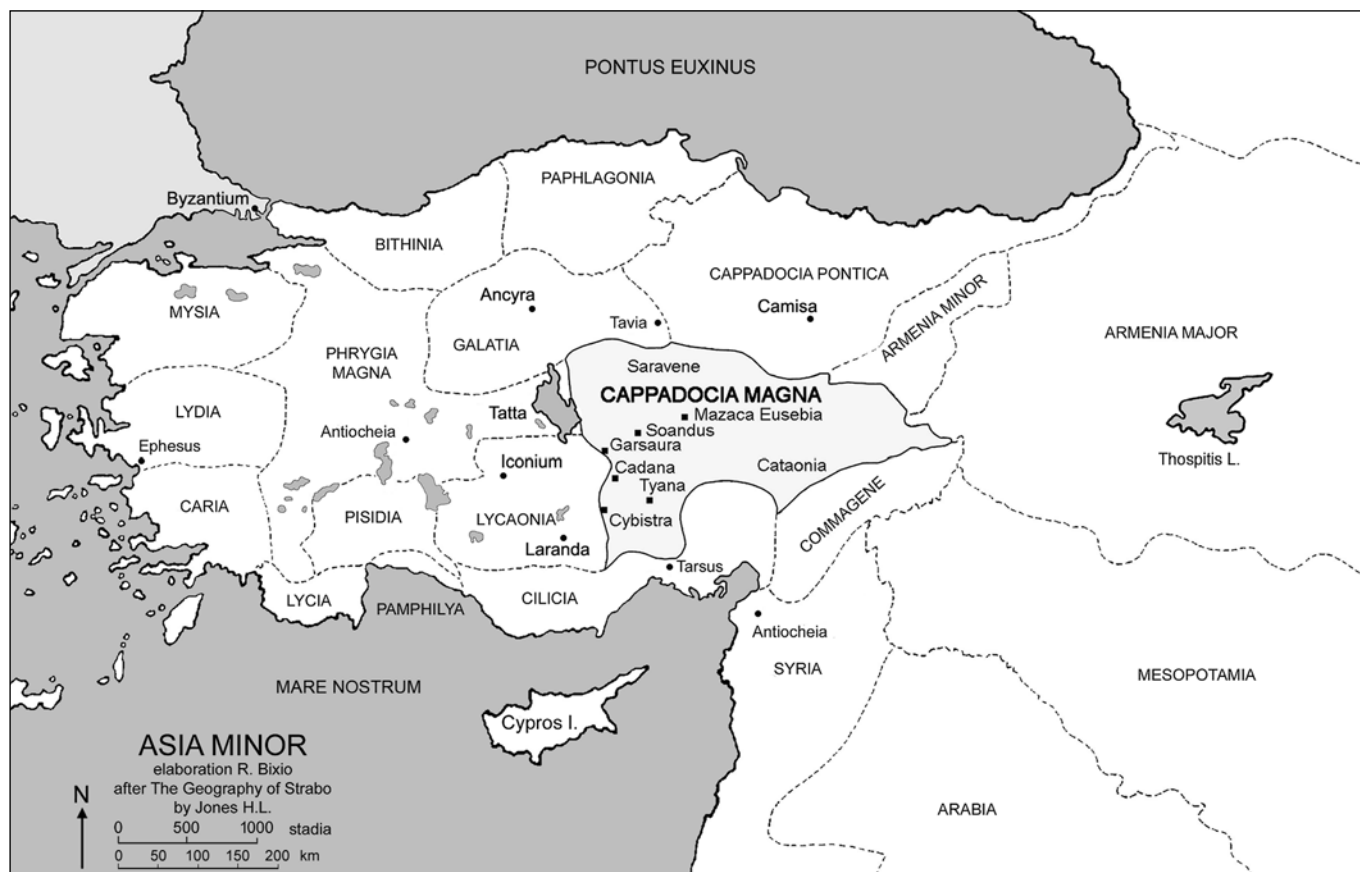 PONTUS EUXINUS
PAPHLAGONIA
Byzantium
BITHINIA
CAPPADOCIA PONTICA
Ancyra
Camisa
MYSIA
Tavia
ARMENIA MINOR
ARMENIA MAJOR
GALATIA
PHRYGIA
MAGNA
Saravene
CAPPADOCIA MAGNA
LYDIA
Tatta
Mazaca Eusebia
Antiocheia
Soandus
Ephesus
Garsaura
Thospitis L.
Iconium
Cadana
Cataonia
Tyana
CARIA
PISIDIA
LYCAONIA
Cybistra
COMMAGENE
Laranda
Tarsus
LYCIA
PAMPHILYA
CILICIA
Antiocheia
SYRIA
MESOPOTAMIA
MARE NOSTRUM
Cypros I.
ASIA MINOR
elaboration R. Bixio
after The Geography of Strabo
by Jones H.L.
N
0 500 1000 stadia
0 50 100 150 200 km
ARABIA